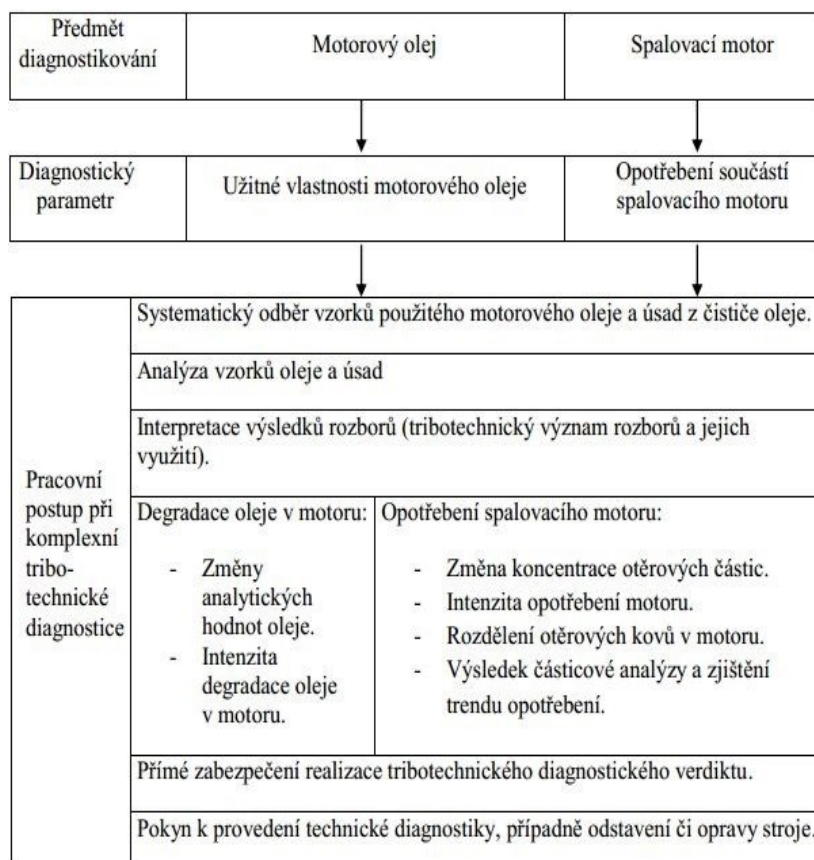 Předmět
diagnostikování
Motorový olej
Spalovací motor
Diagnostický
parametr
Užitné vlastnosti motorového oleje
Opotřebení součástí
spalovacího motoru
Pracovní
postup při
komplexní
tribo-
technické
diagnostice
Systematický odběr vzorků použitého motorového oleje a úsad z čističe oleje.
Analýza vzorků oleje a úsad
Interpretace výsledků rozborů (tribotechnický význam rozborů a jejich
využití).
Degradace oleje v motoru:
- Změny
analytických
hodnot oleje.
- Intenzita
degradace oleje
v motoru.
Opotřebení spalovacího motoru:
- Změna koncentrace otěrových částic.
- Intenzita opotřebení motoru.
- Rozdělení otěrových kovů v motoru.
- Výsledek částicové analýzy a zjištění
trendu opotřebení.
Přímé zabezpečení realizace tribotechnického diagnostického verdiktu.
Pokyn k provedení technické diagnostiky, případně odstavení či opravy stroje.